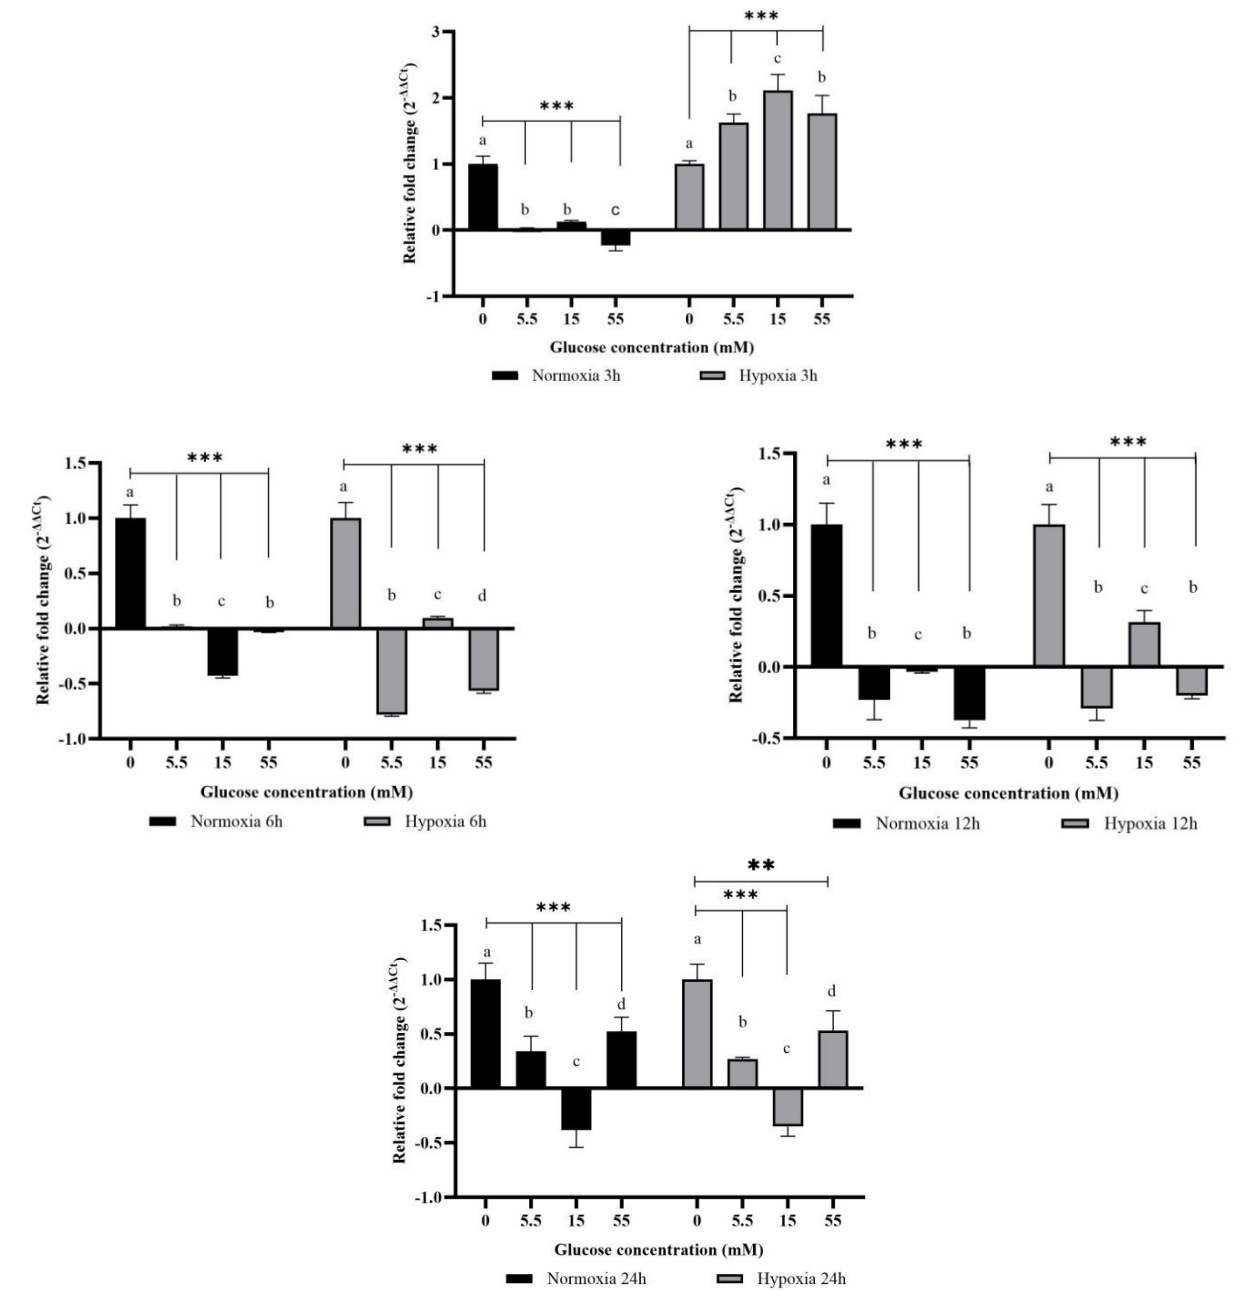 ***
3
2
1
0
-1
Relative fold change (2^-ΔΔCt)
***
a
b
b
c
a
b
c
b
0 5.5 15 55 0 5.5 15 55
Glucose concentration (mM)
Normoxia 3h Hypoxia 3h
*** ***
1.5
1.0
0.5
0.0
-0.5
-1.0
Relative fold change (2^-ΔΔCt)
a b c b a b c d
0 5.5 15 55 0 5.5 15 55
Glucose concentration (mM)
Normoxia 6h Hypoxia 6h
*** ***
1.5
1.0
0.5
0.0
-0.5
Relative fold change (2^-ΔΔCt)
a b c b a b c b
0 5.5 15 55 0 5.5 15 55
Glucose concentration (mM)
Normoxia 12h Hypoxia 12h
**
*** ***
1.5
1.0
0.5
0.0
-0.5
-1.0
Relative fold change (2^-ΔΔCt)
a b c d a b c d
0 5.5 15 55 0 5.5 15 55
Glucose concentration (mM)
Normoxia 24h Hypoxia 24h